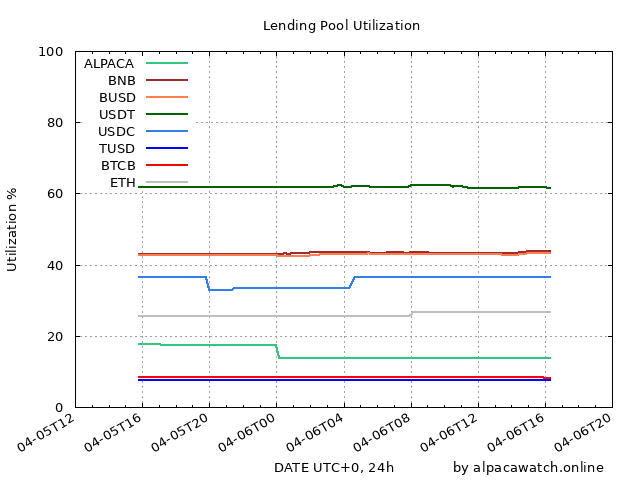 Lending Pool Utilization
100
80
60
40
20
0
Utilization %
ALPACA
BNB
BUSD
USDT
USDC
TUSD
BTCB
ETH
04-05T12
04-05T16
04-05T20
04-06T00
04-06T04
04-06T08
04-06T12
04-06T16
04-06T20
DATE UTC+0, 24h
by alpacawatch.online